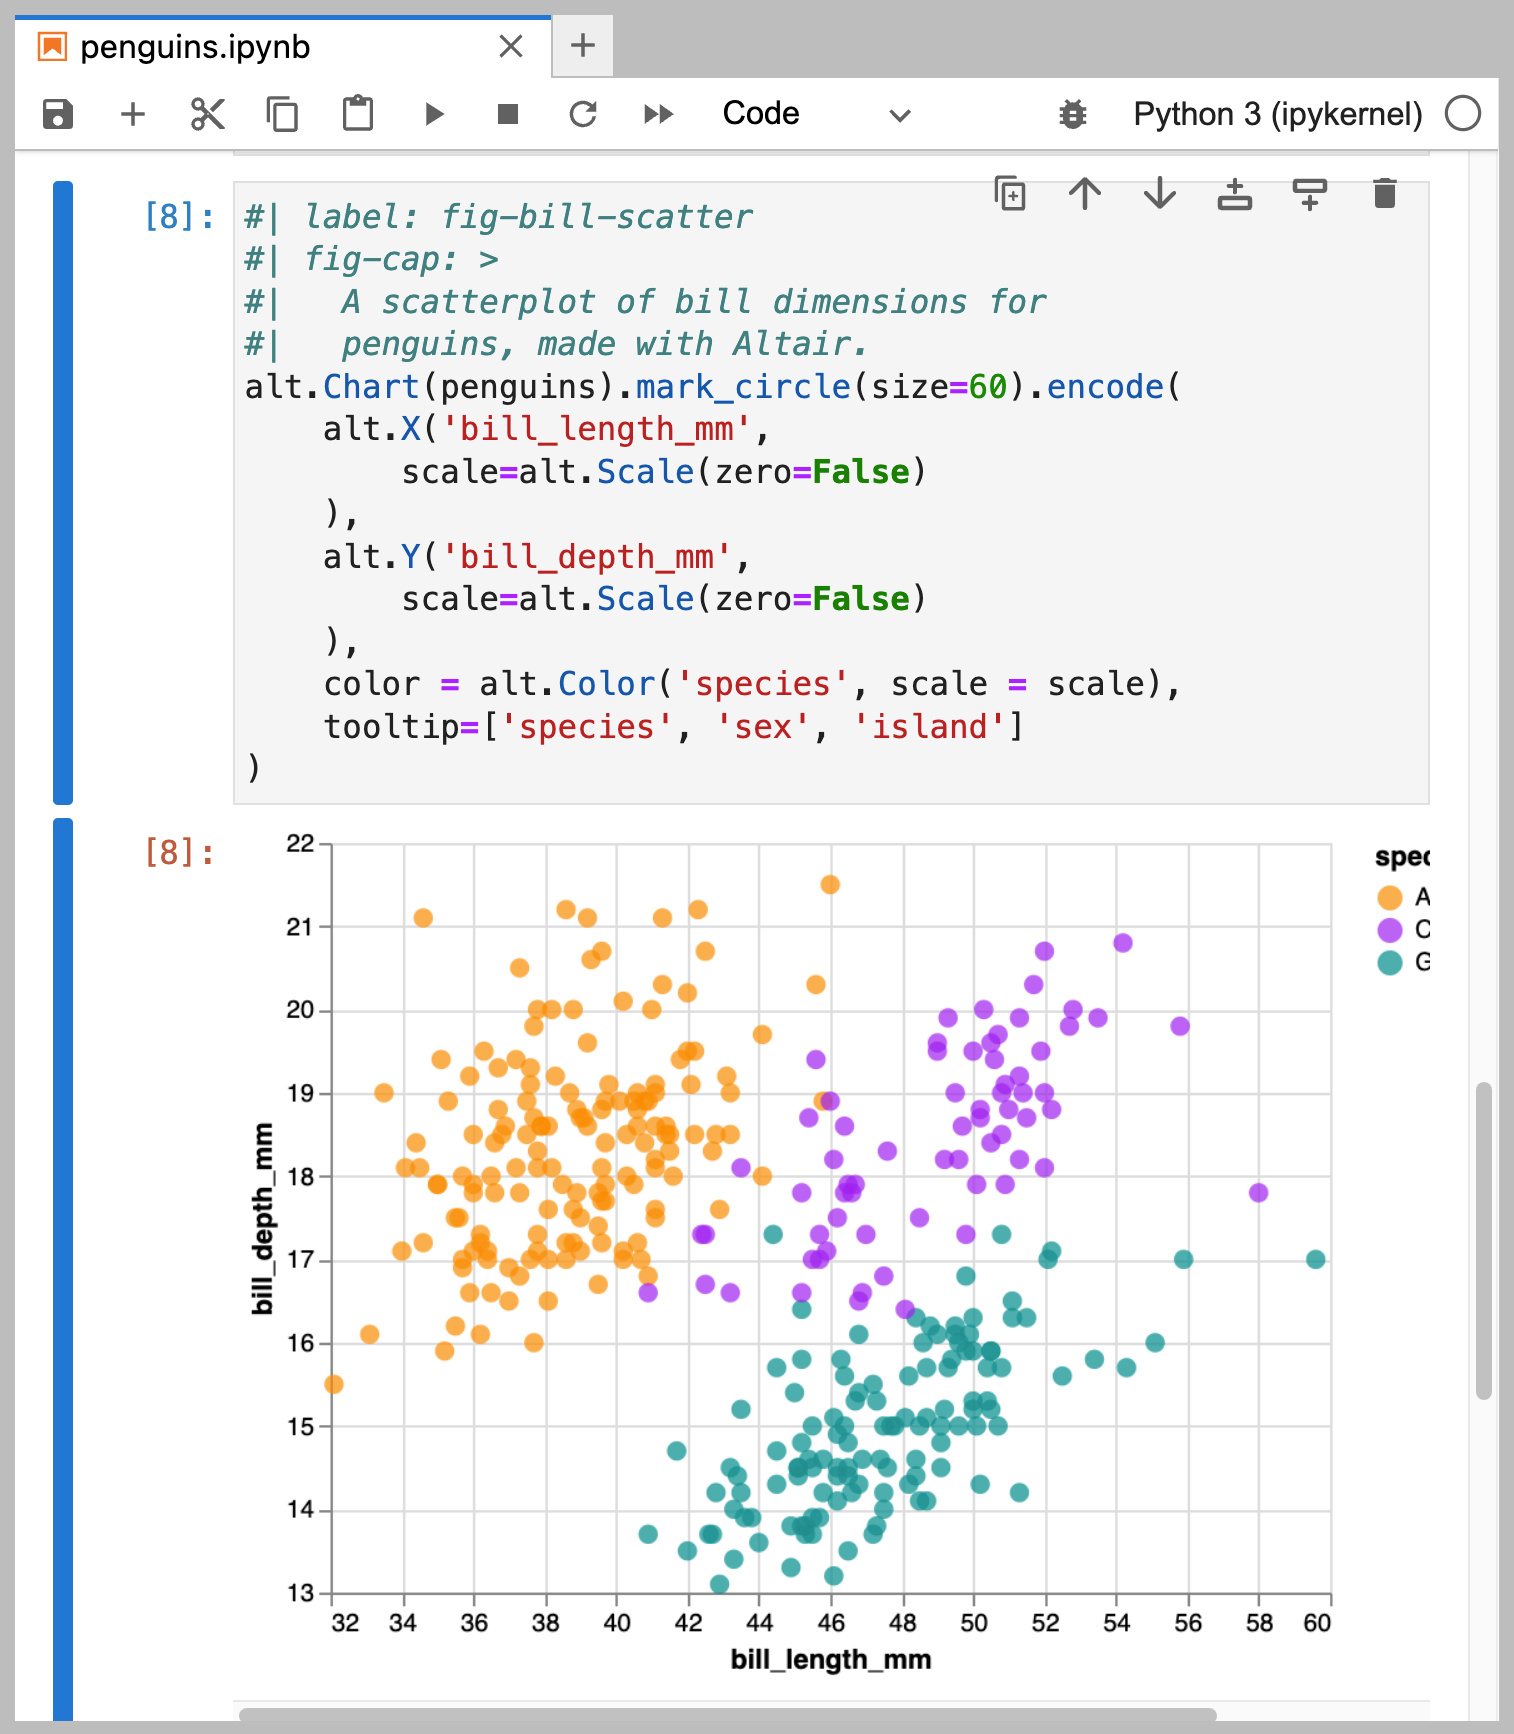 penguins.ipynb
Code
Python 3 (ipykernel)
[8]:
#| label: fig-bill-scatter
#| fig-cap: >
#|   A scatterplot of bill dimensions for
#|   penguins, made with Altair.
alt.Chart(penguins).mark_circle(size=60).encode(
    alt.X('bill_length_mm',
        scale=alt.Scale(zero=False)
    ),
    alt.Y('bill_depth_mm',
        scale=alt.Scale(zero=False)
    ),
    color = alt.Color('species', scale = scale),
    tooltip=['species', 'sex', 'island']
)
[8]:
22
21
20
19
18
17
16
15
14
13
bill_depth_mm
32 34 36 38 40 42 44 46 48 50 52 54 56 58 60
bill_length_mm
spec
A
C
G